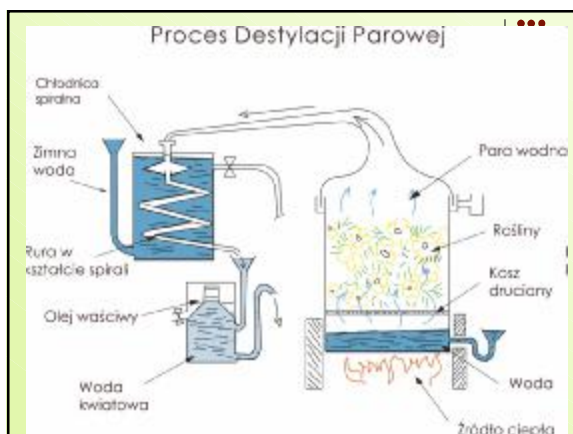 Proces Destylacji Parowej
Chłodnica
spiralna
Zimna
woda
Rura w
kształcie spirali
Olej waściwy
Woda
kwiatowa
Para wodna
Rośliny
Kosz
druciany
Woda
Źródło ciepła